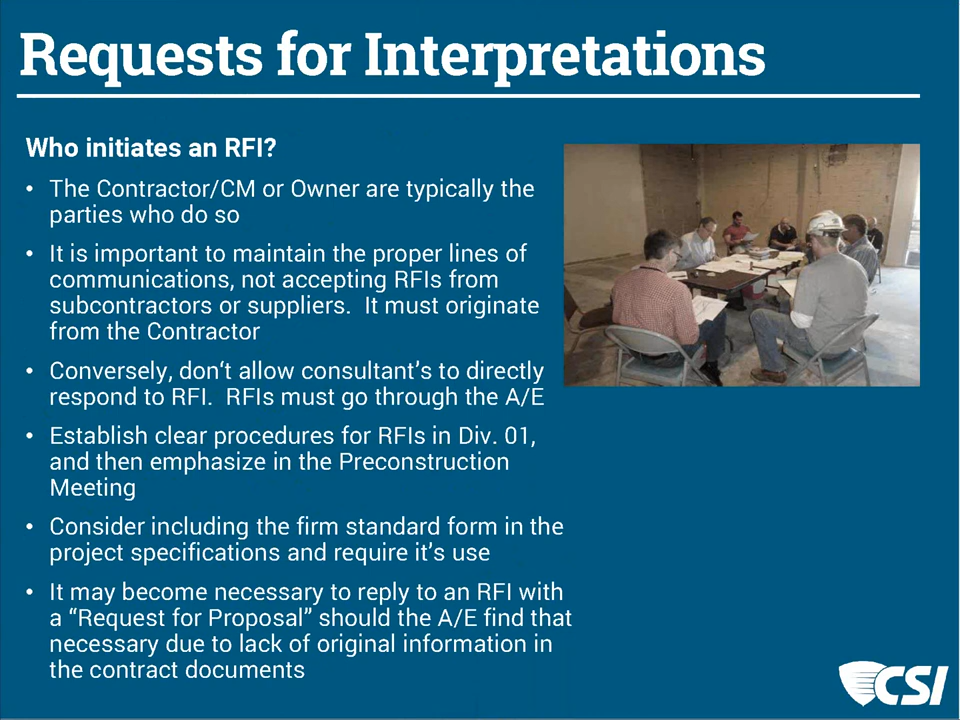 Requests for Interpretations
Who initiates an RFI?
• The Contractor/CM or Owner are typically the
parties who do so
• It is important to maintain the proper lines of
communications, not accepting RFIs from
subcontractors or suppliers.  It must originate
from the Contractor
• Conversely, don‘t allow consultant’s to directly
respond to RFI.  RFIs must go through the A/E
• Establish clear procedures for RFIs in Div. 01,
and then emphasize in the Preconstruction
Meeting
• Consider including the firm standard form in the
project specifications and require it’s use
• It may become necessary to reply to an RFI with
a “Request for Proposal” should the A/E find that
necessary due to lack of original information in
the contract documents
CSI